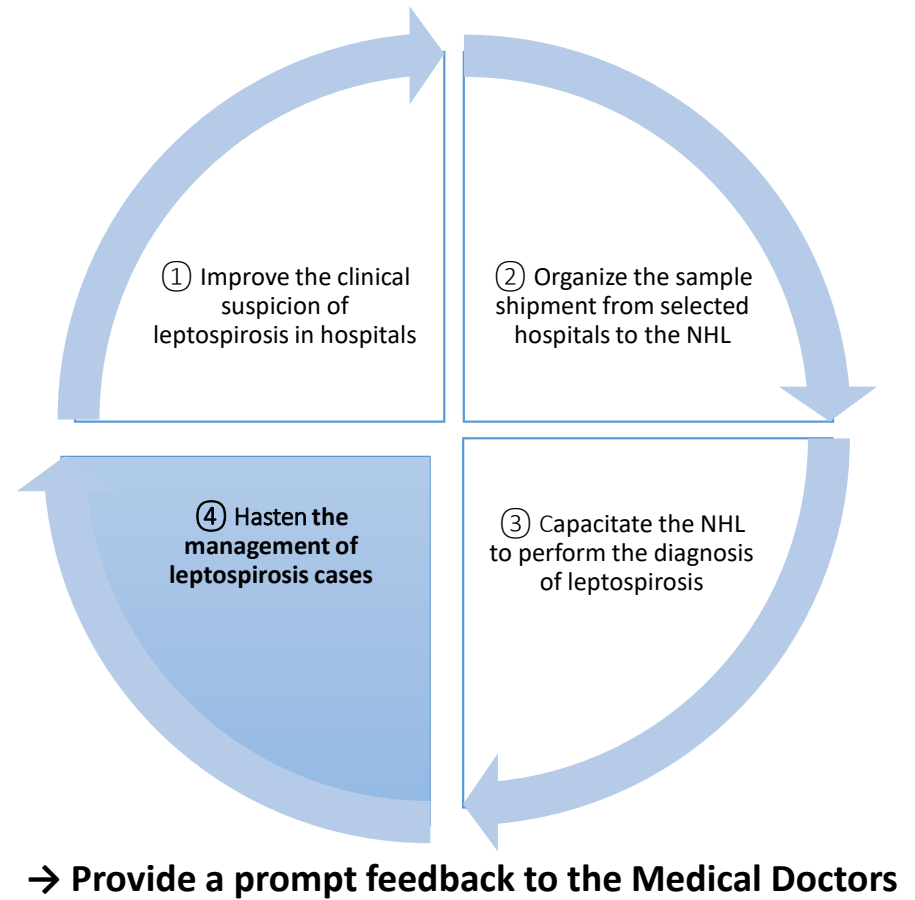 ① Improve the clinical
suspicion of
leptospirosis in hospitals
② Organize the sample
shipment from selected
hospitals to the NHL
③ Capacitate the NHL
to perform the diagnosis
of leptospirosis
④ Hasten the
management of
leptospirosis cases
→ Provide a prompt feedback to the Medical Doctors